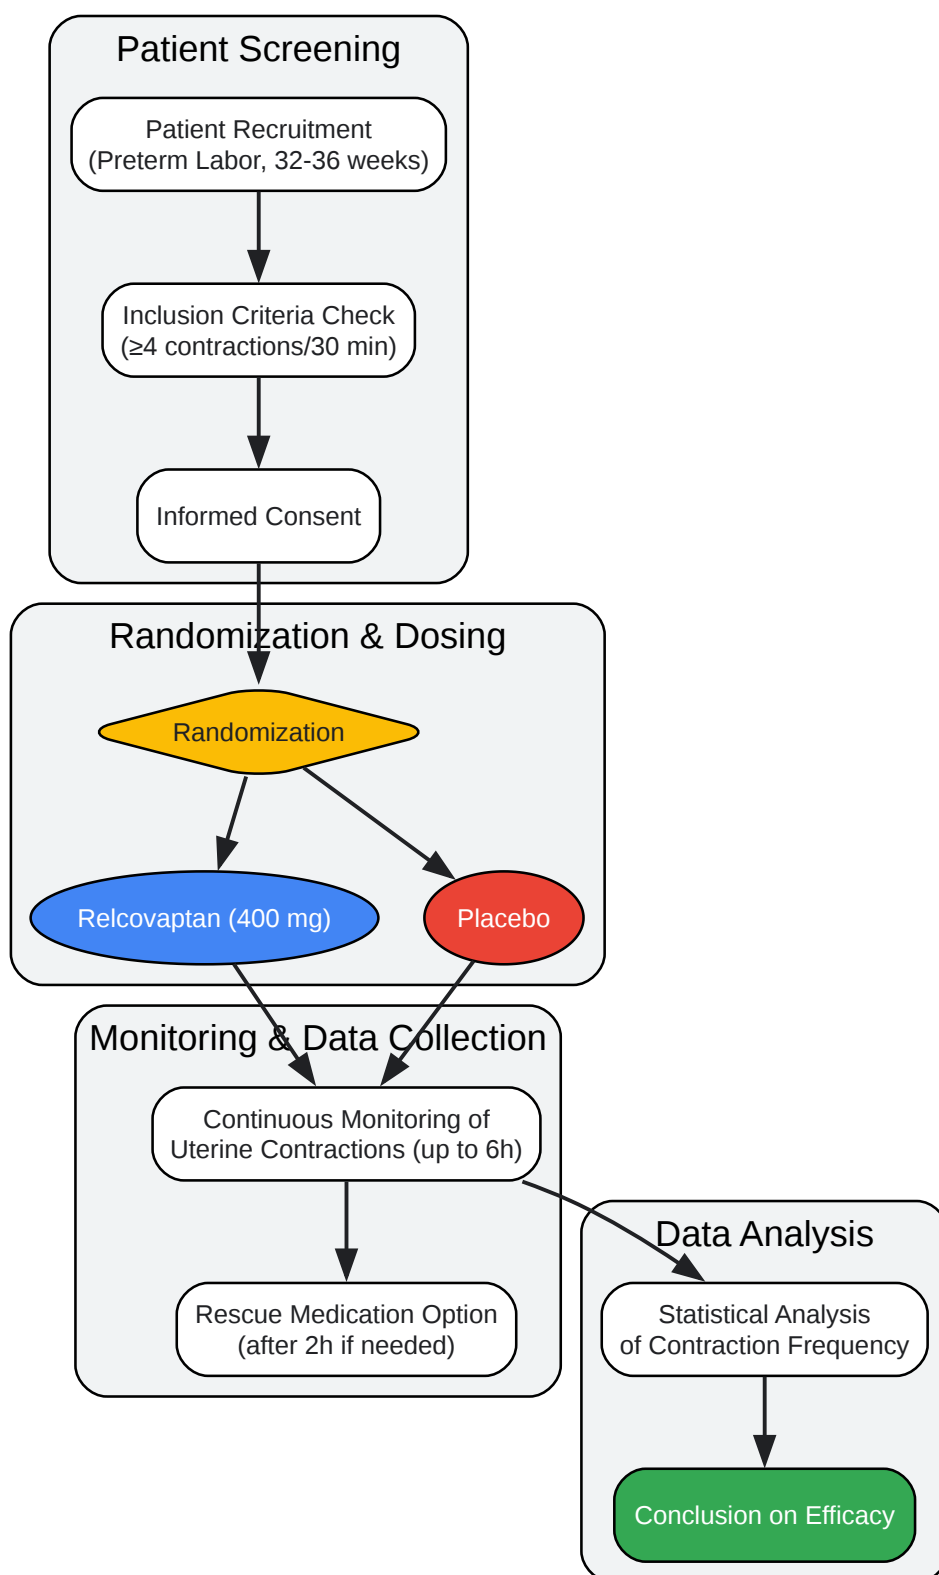 Patient Screening
Patient Recruitment
(Preterm Labor, 32-36 weeks)
Inclusion Criteria Check
(≥4 contractions/30 min)
Informed Consent
Randomization & Dosing
Randomization
Relcovaptan (400 mg)
Placebo
Monitoring & Data Collection
Continuous Monitoring of
Uterine Contractions (up to 6h)
Rescue Medication Option
(after 2h if needed)
Data Analysis
Statistical Analysis
of Contraction Frequency
Conclusion on Efficacy